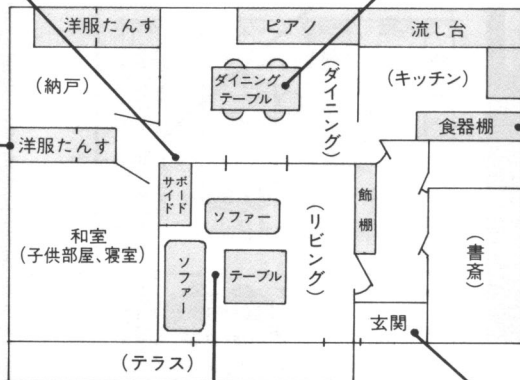 洋服たんす
ピアノ
流し台
（納戸）
ダイニング
テーブル
（ダイニング）
（キッチン）
洋服たんす
食器棚
サイド
ボード
ソファー
（リビング）
飾棚
和室
（子供部屋、寝室）
ソファー
テーブル
（書斎）
玄関
（テラス）